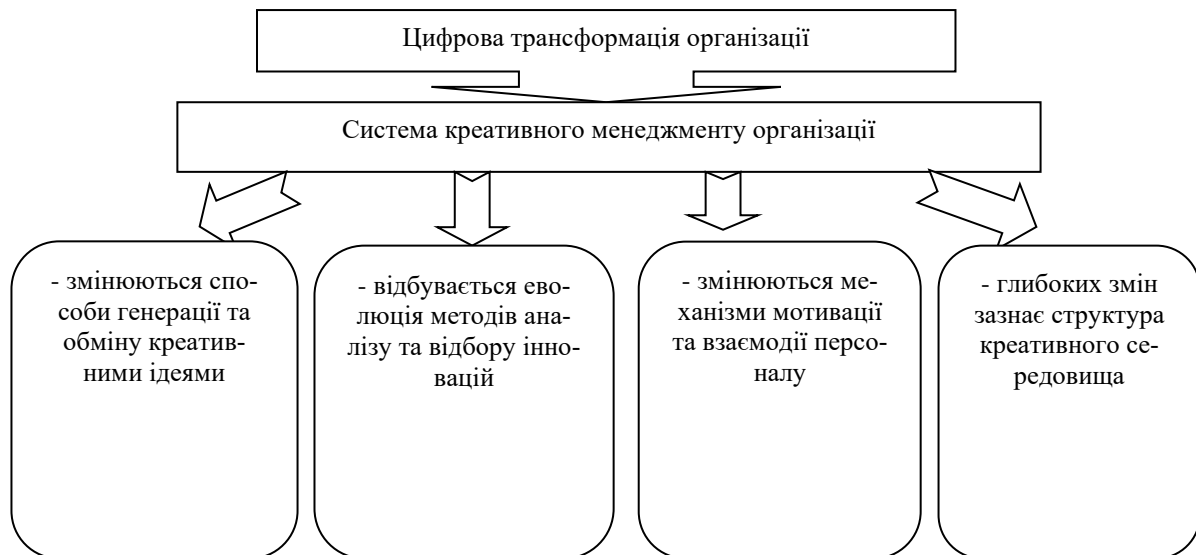 Цифрова трансформація організації
Система креативного менеджменту організації
- змінюються спо-
соби генерації та
обміну креатив-
ними ідеями
- відбувається ево-
люція методів ана-
лізу та відбору інно-
вацій
- змінюються ме-
ханізми мотивації
та взаємодії персо-
налу
- глибоких змін
зазнає структура
креативного се-
редовища